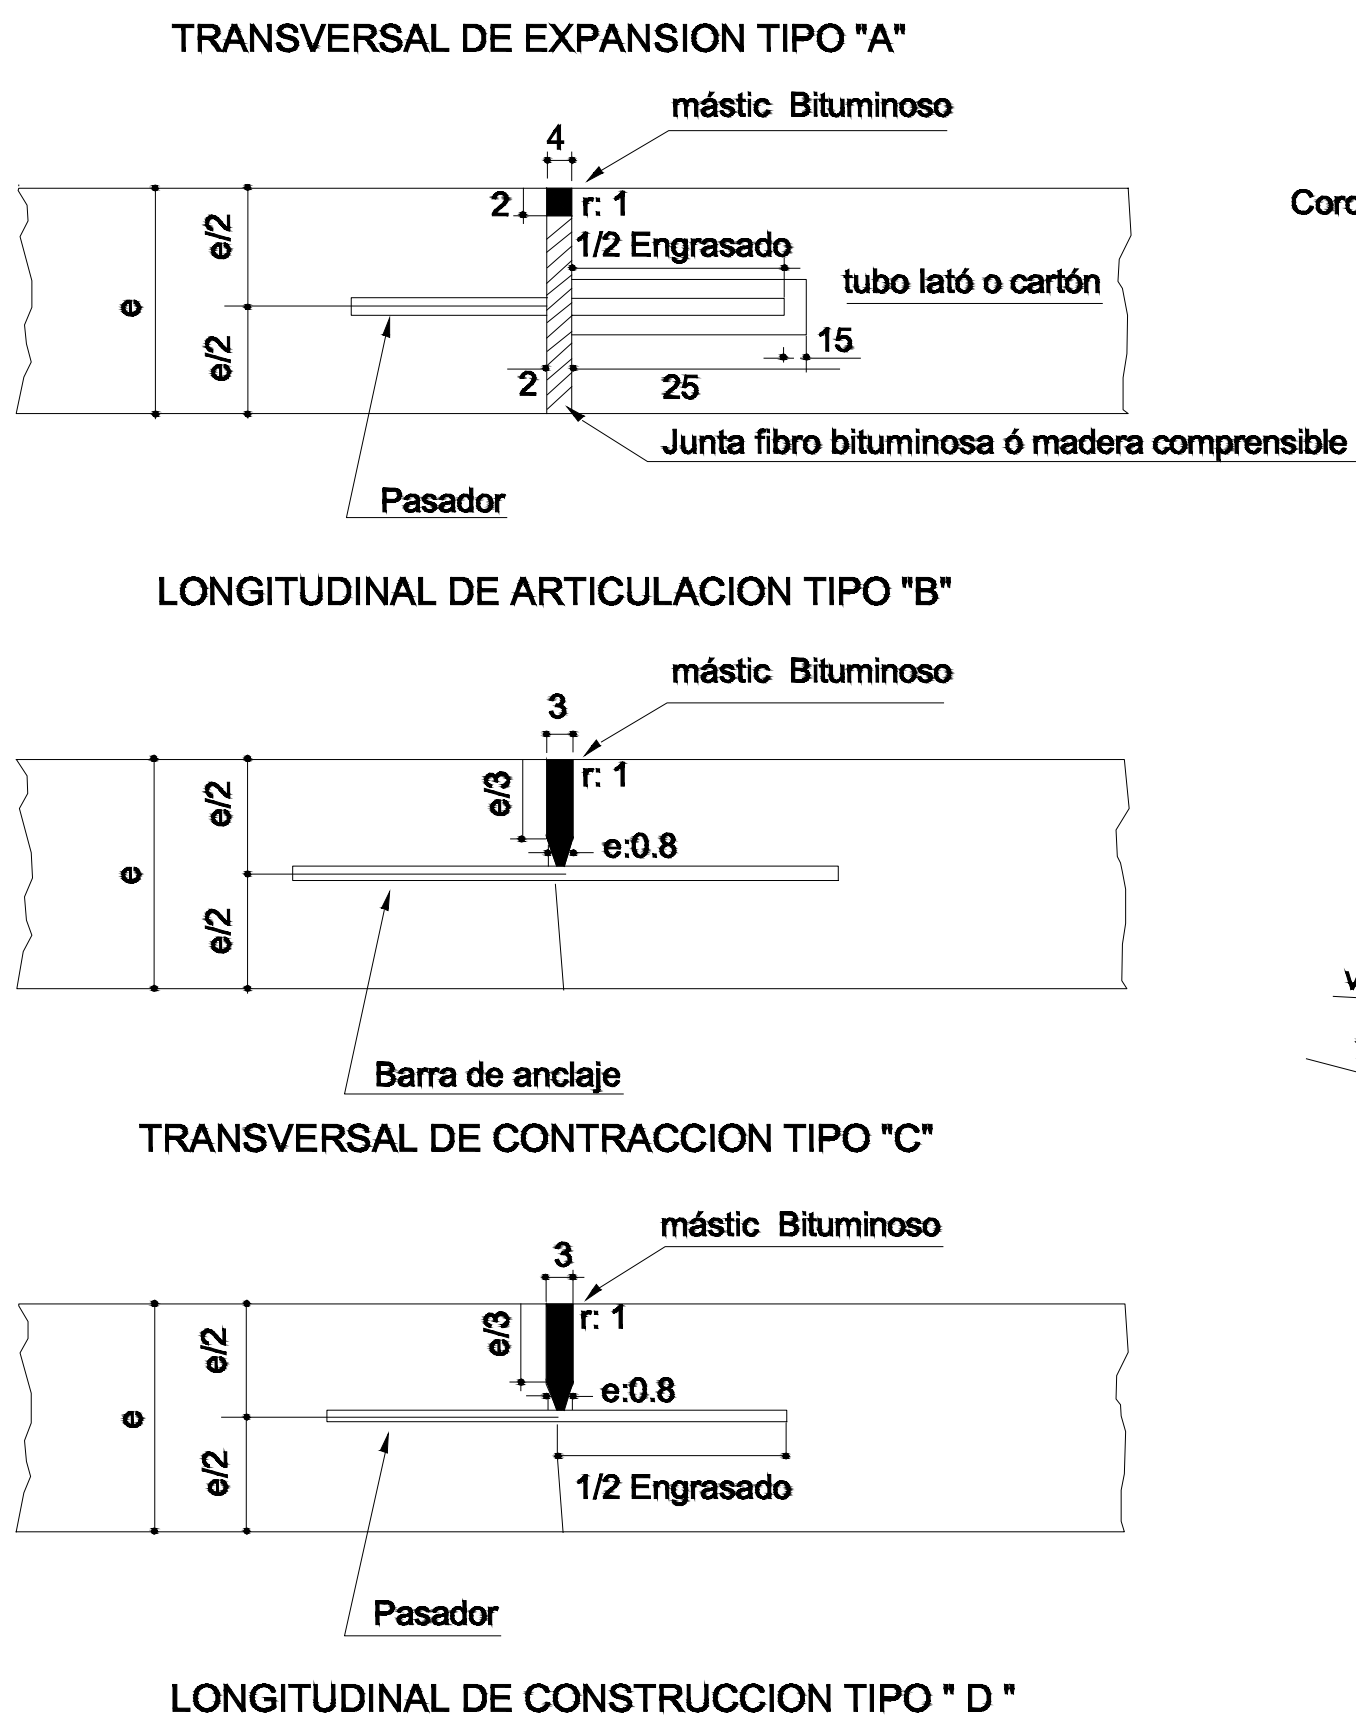 TRANSVERSAL DE EXPANSION TIPO "A"
mástic Bituminoso
4
2
r: 1
1/2 Engrasado
e/2
e
e/2
tubo lató o cartón
15
2
25
Junta fibro bituminosa ó madera comprensible
Pasador
LONGITUDINAL DE ARTICULACION TIPO "B"
mástic Bituminoso
3
r: 1
e/3
e:0.8
e/2
e
e/2
Barra de anclaje
TRANSVERSAL DE CONTRACCION TIPO "C"
mástic Bituminoso
3
r: 1
e/3
e:0.8
e/2
e
e/2
1/2 Engrasado
Pasador
LONGITUDINAL DE CONSTRUCCION TIPO " D "